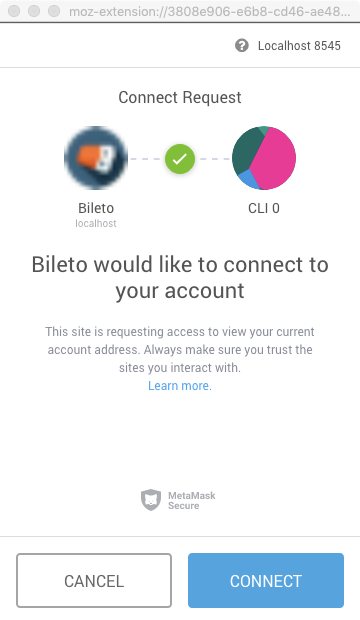 moz-extension://3808e906-e6b8-cd46-ae48...
Localhost 8545
Connect Request
Bileto
localhost
CLI 0
Bileto would like to connect to
your account
This site is requesting access to view your current
account address. Always make sure you trust the
sites you interact with.
Learn more.
MetaMask
Secure
CANCEL
CONNECT